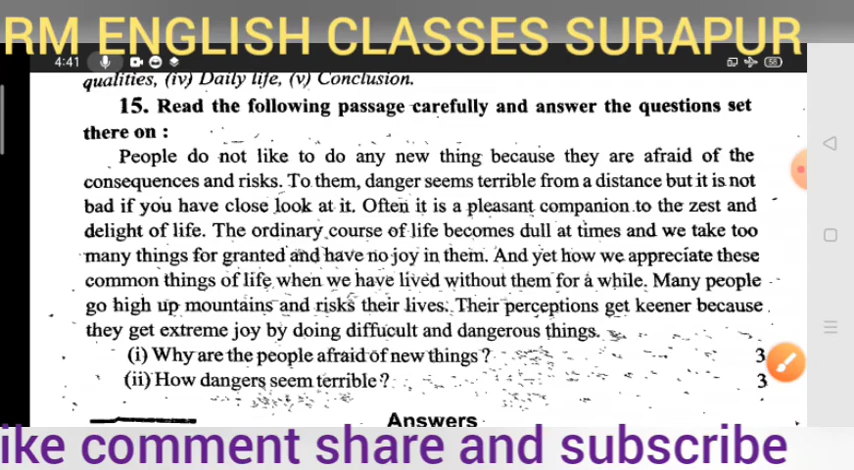 RM ENGLISH CLASSES SURAPUR
4:41
58
qualities, (iv) Daily life, (v) Conclusion.
15. Read the following passage carefully and answer the questions set
there on :
People do not like to do any new thing because they are afraid of the
consequences and risks. To them, danger seems terrible from a distance but it is not
bad if you have close look at it. Often it is a pleasant companion to the zest and
delight of life. The ordinary course of life becomes dull at times and we take too
many things for granted and have no joy in them. And yet how we appreciate these
common things of life when we have lived without them for a while. Many people
go high up mountains and risks their lives. Their perceptions get keener because
they get extreme joy by doing diffucult and dangerous things.
(i) Why are the people afraid of new things ? 3
(ii) How dangers seem terrible ? 3
Answers
ike comment share and subscribe